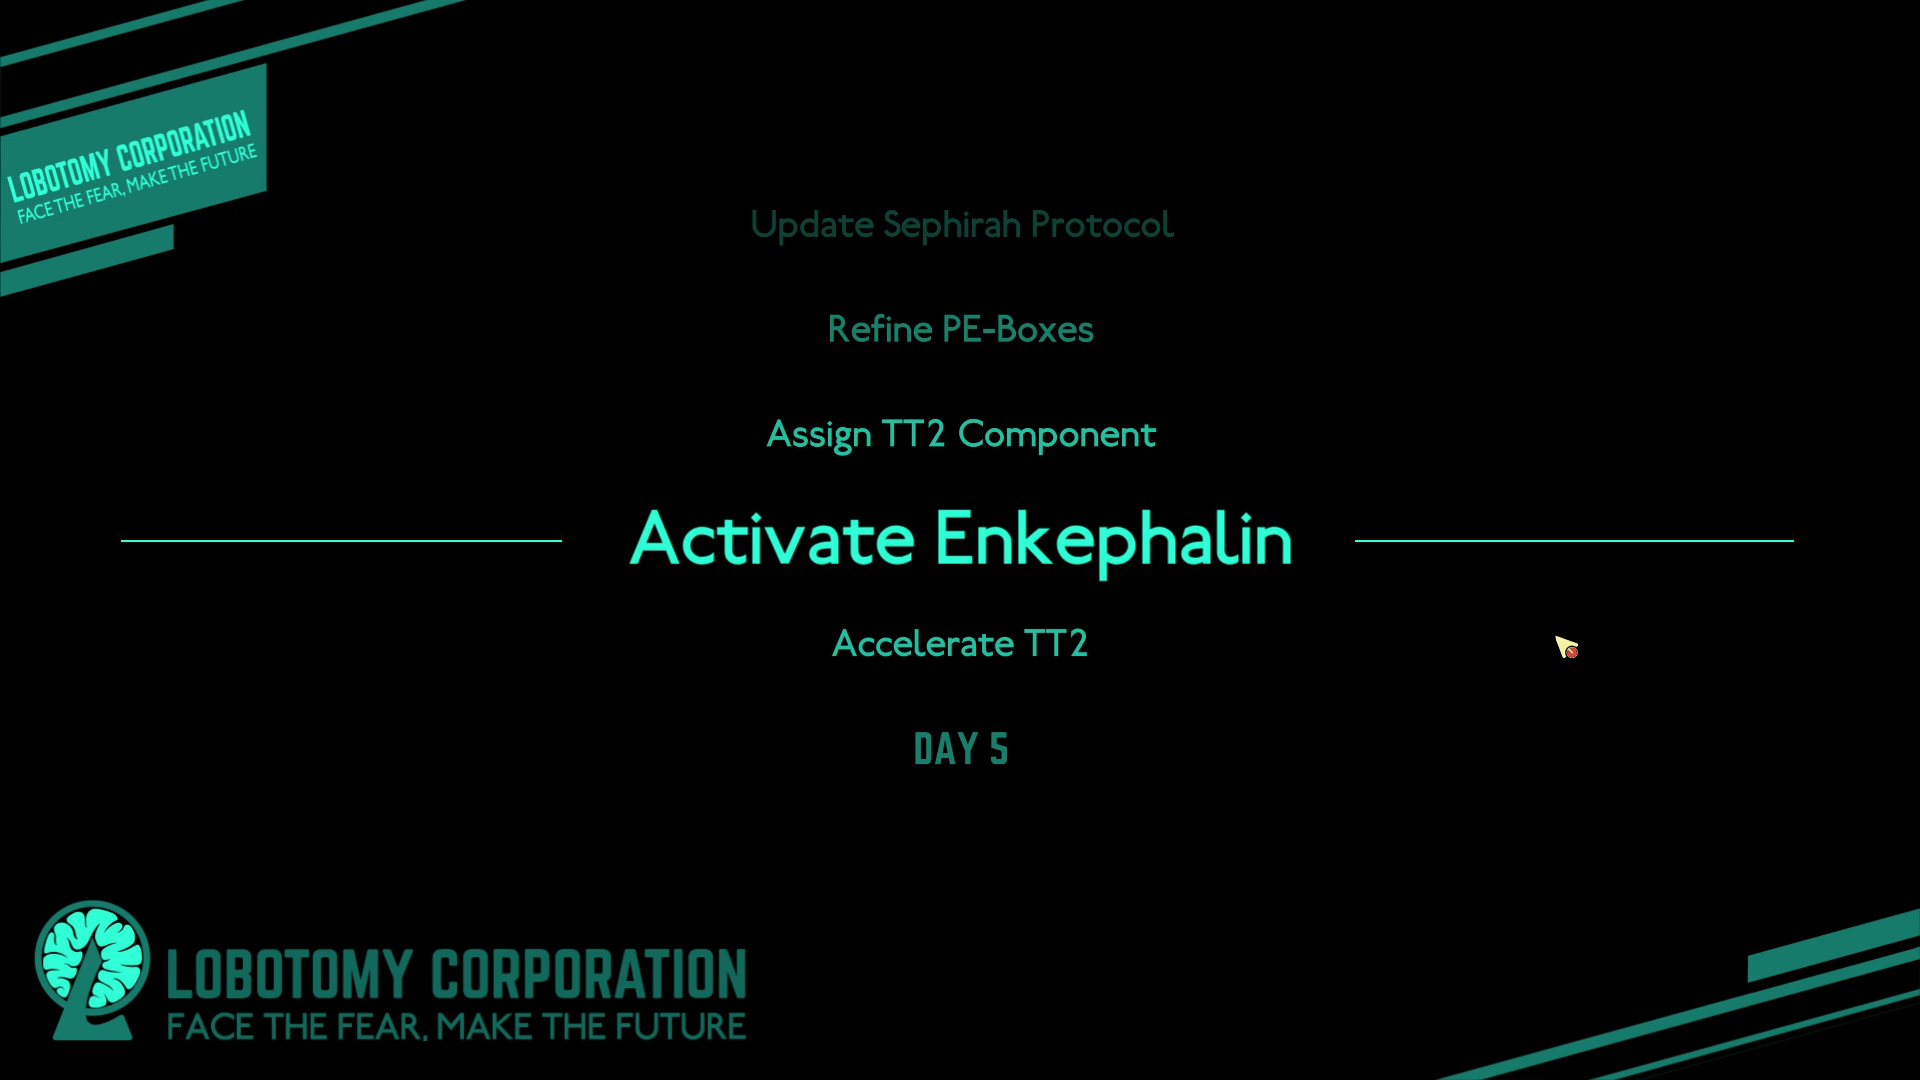 LOBOTOMY CORPORATION
FACE THE FEAR, MAKE THE FUTURE
Update Sephirah Protocol
Refine PE-Boxes
Assign TT2 Component
Activate Enkephalin
Accelerate TT2
DAY 5
LOBOTOMY CORPORATION
FACE THE FEAR, MAKE THE FUTURE